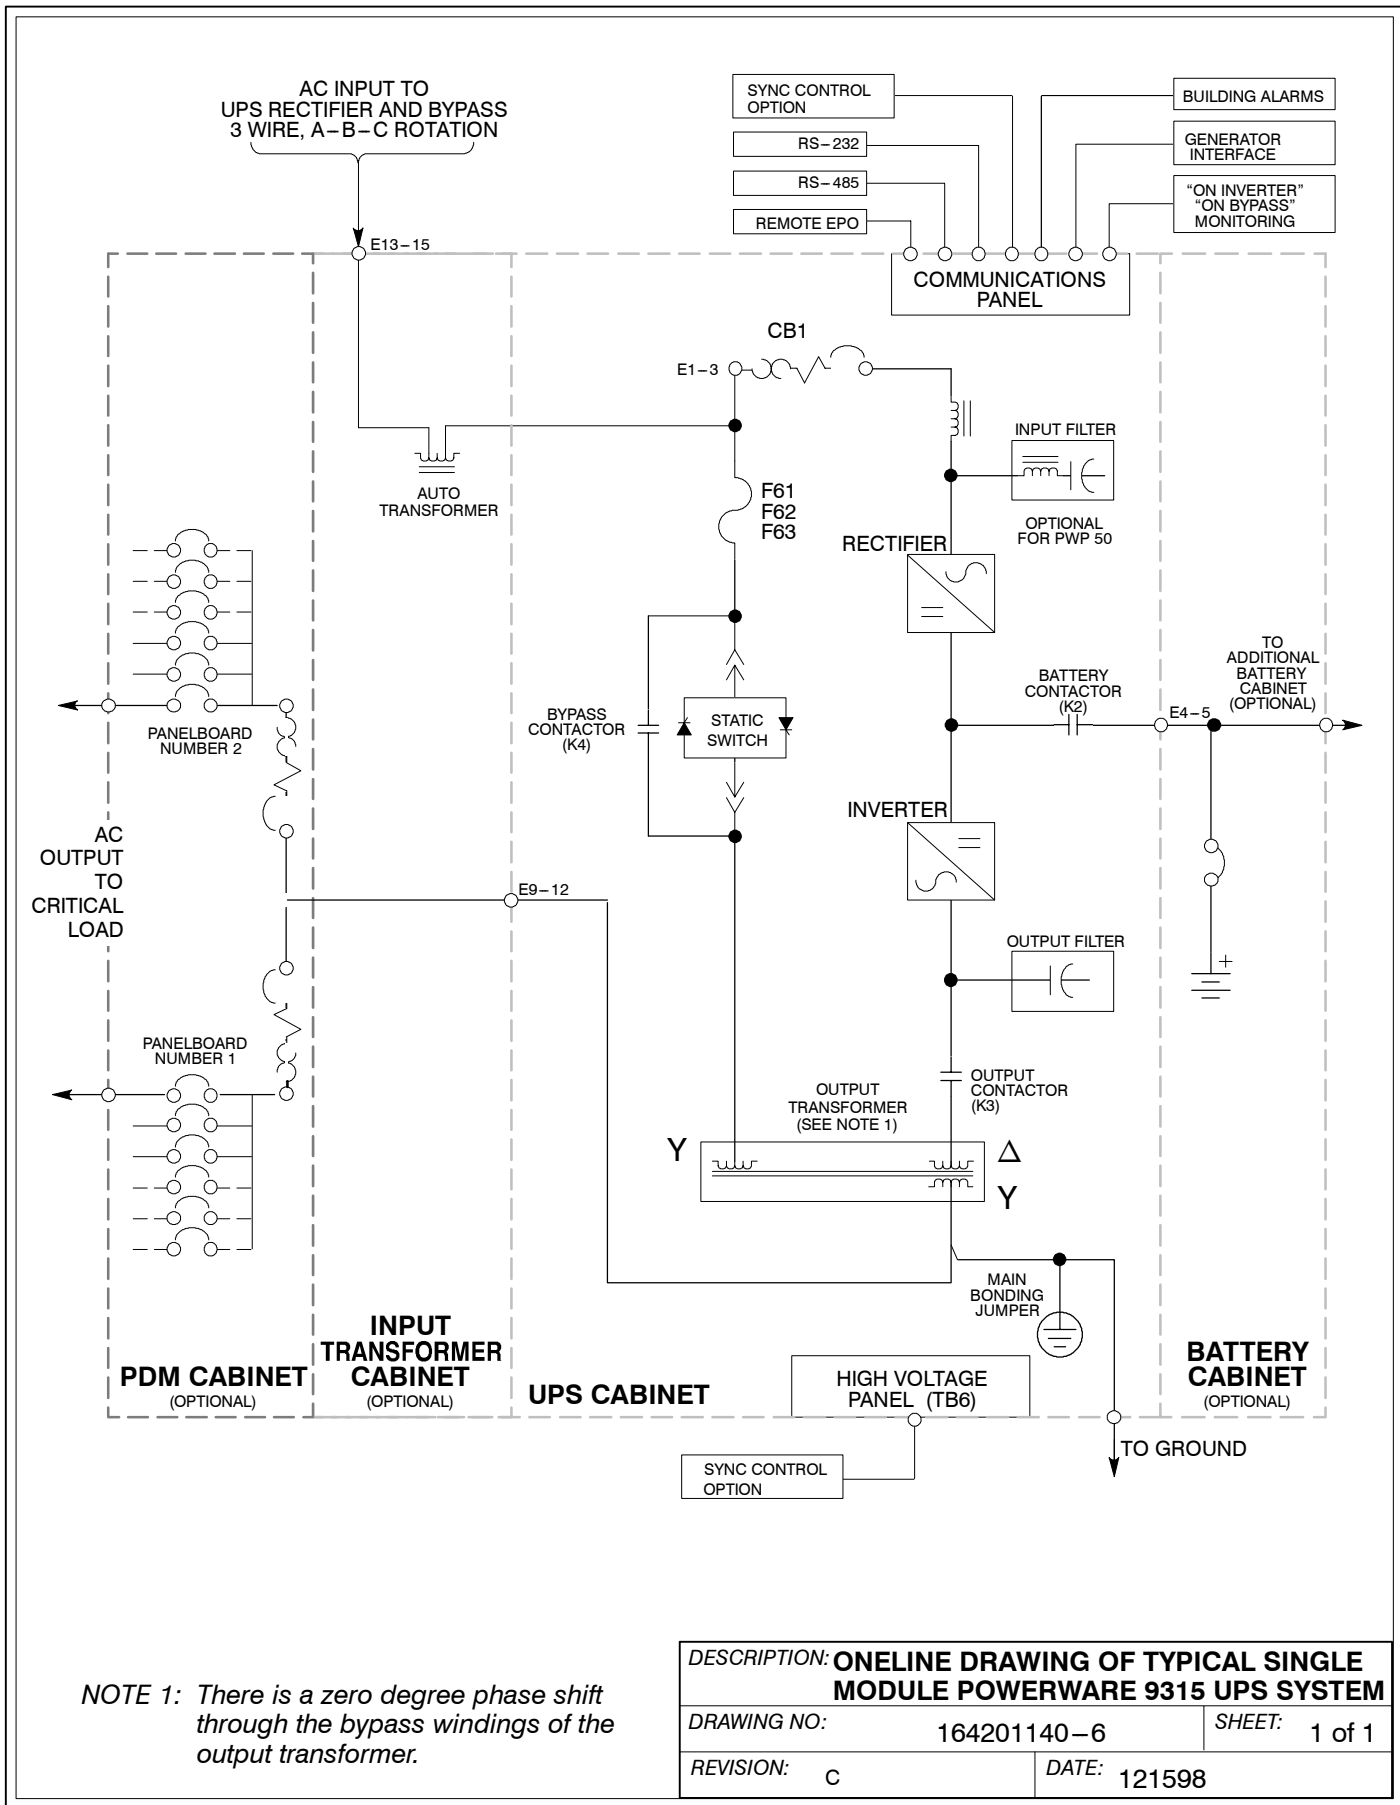 AC INPUT TO
UPS RECTIFIER AND BYPASS
3 WIRE, A–B–C ROTATION
SYNC CONTROL
OPTION
RS–232
RS–485
REMOTE EPO
BUILDING ALARMS
GENERATOR
INTERFACE
“ON INVERTER”
“ON BYPASS”
MONITORING
E13–15
COMMUNICATIONS
PANEL
CB1
E1–3
INPUT FILTER
OPTIONAL
FOR PWP 50
AUTO
TRANSFORMER
F61
F62
F63
RECTIFIER
BATTERY
CONTACTOR
(K2)
E4–5
TO
ADDITIONAL
BATTERY
CABINET
(OPTIONAL)
BYPASS
CONTACTOR
(K4)
STATIC
SWITCH
PANELBOARD
NUMBER 2
INVERTER
AC
OUTPUT
TO
CRITICAL
LOAD
E9–12
OUTPUT FILTER
+
PANELBOARD
NUMBER 1
OUTPUT
TRANSFORMER
(SEE NOTE 1)
OUTPUT
CONTACTOR
(K3)
Y
Δ
Y
MAIN
BONDING
JUMPER
PDM CABINET
(OPTIONAL)
INPUT
TRANSFORMER
CABINET
(OPTIONAL)
UPS CABINET
HIGH VOLTAGE
PANEL (TB6)
BATTERY
CABINET
(OPTIONAL)
TO GROUND
SYNC CONTROL
OPTION
NOTE 1: There is a zero degree phase shift
through the bypass windings of the
output transformer.
DESCRIPTION: ONELINE DRAWING OF TYPICAL SINGLE
MODULE POWERWARE 9315 UPS SYSTEM
DRAWING NO: 164201140–6 SHEET: 1 of 1
REVISION: C DATE: 121598